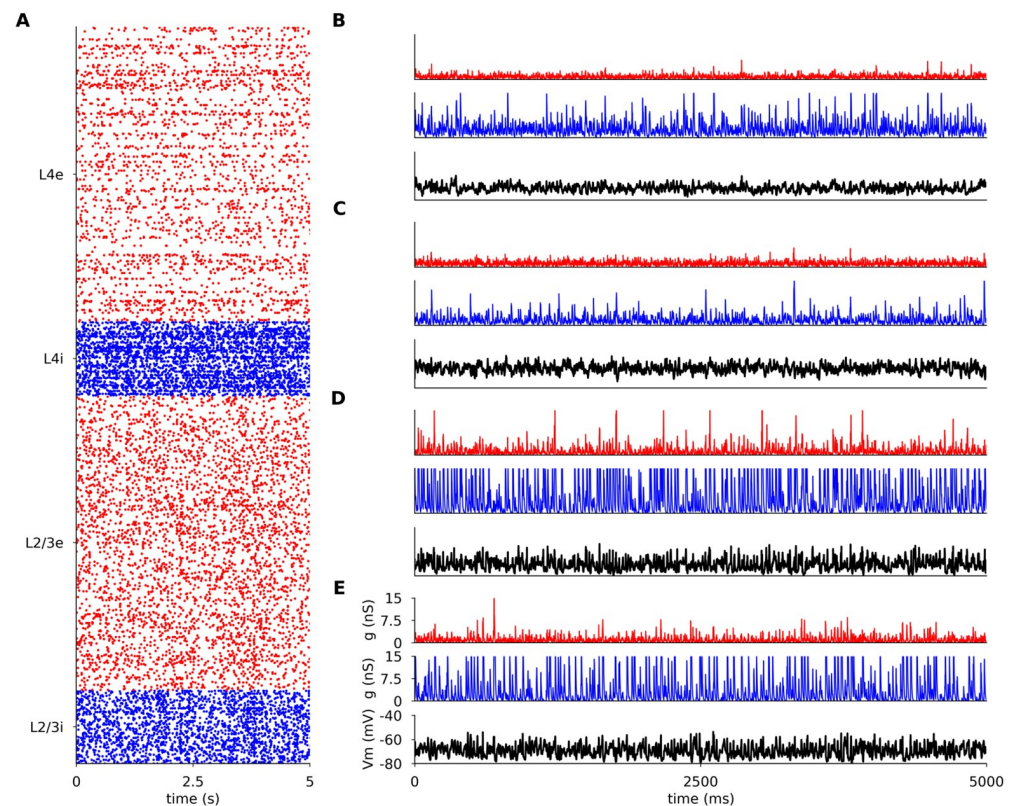 A
L4e
L4i
L2/3e
L2/3i
0 2.5 5
time (s)
B
C
D
E
15
7.5
0
g (nS)
15
7.5
0
g (nS)
-40
-60
-80
Vm (mV)
0 2500 5000
time (ms)